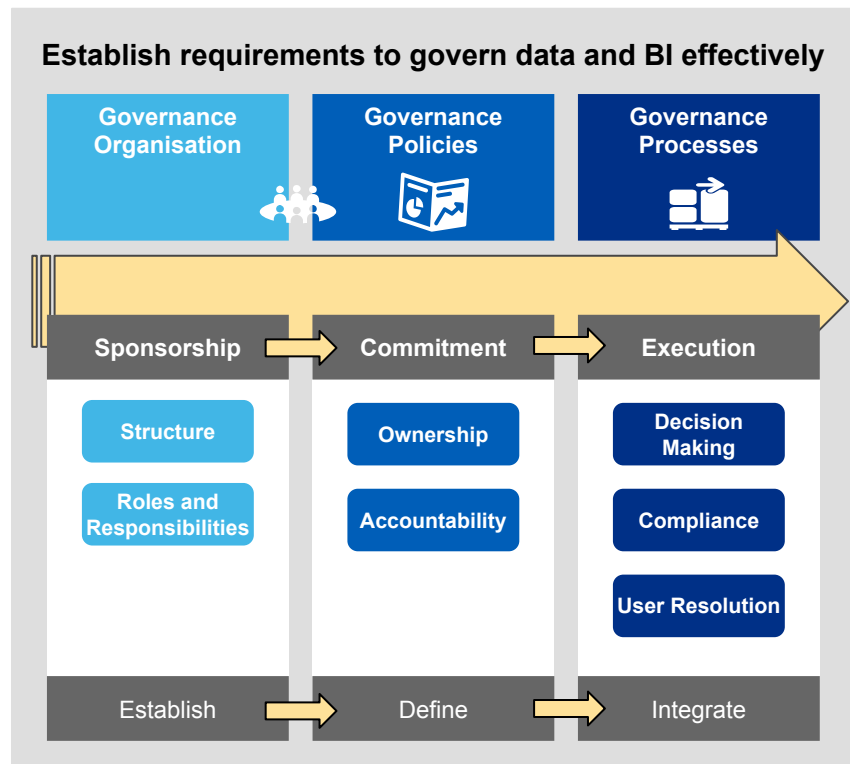 Establish requirements to govern data and BI effectively
Governance
Organisation
Governance
Policies
Governance
Processes
Sponsorship
Commitment
Execution
Structure
Roles and
Responsibilities
Ownership
Accountability
Decision
Making
Compliance
User Resolution
Establish
Define
Integrate